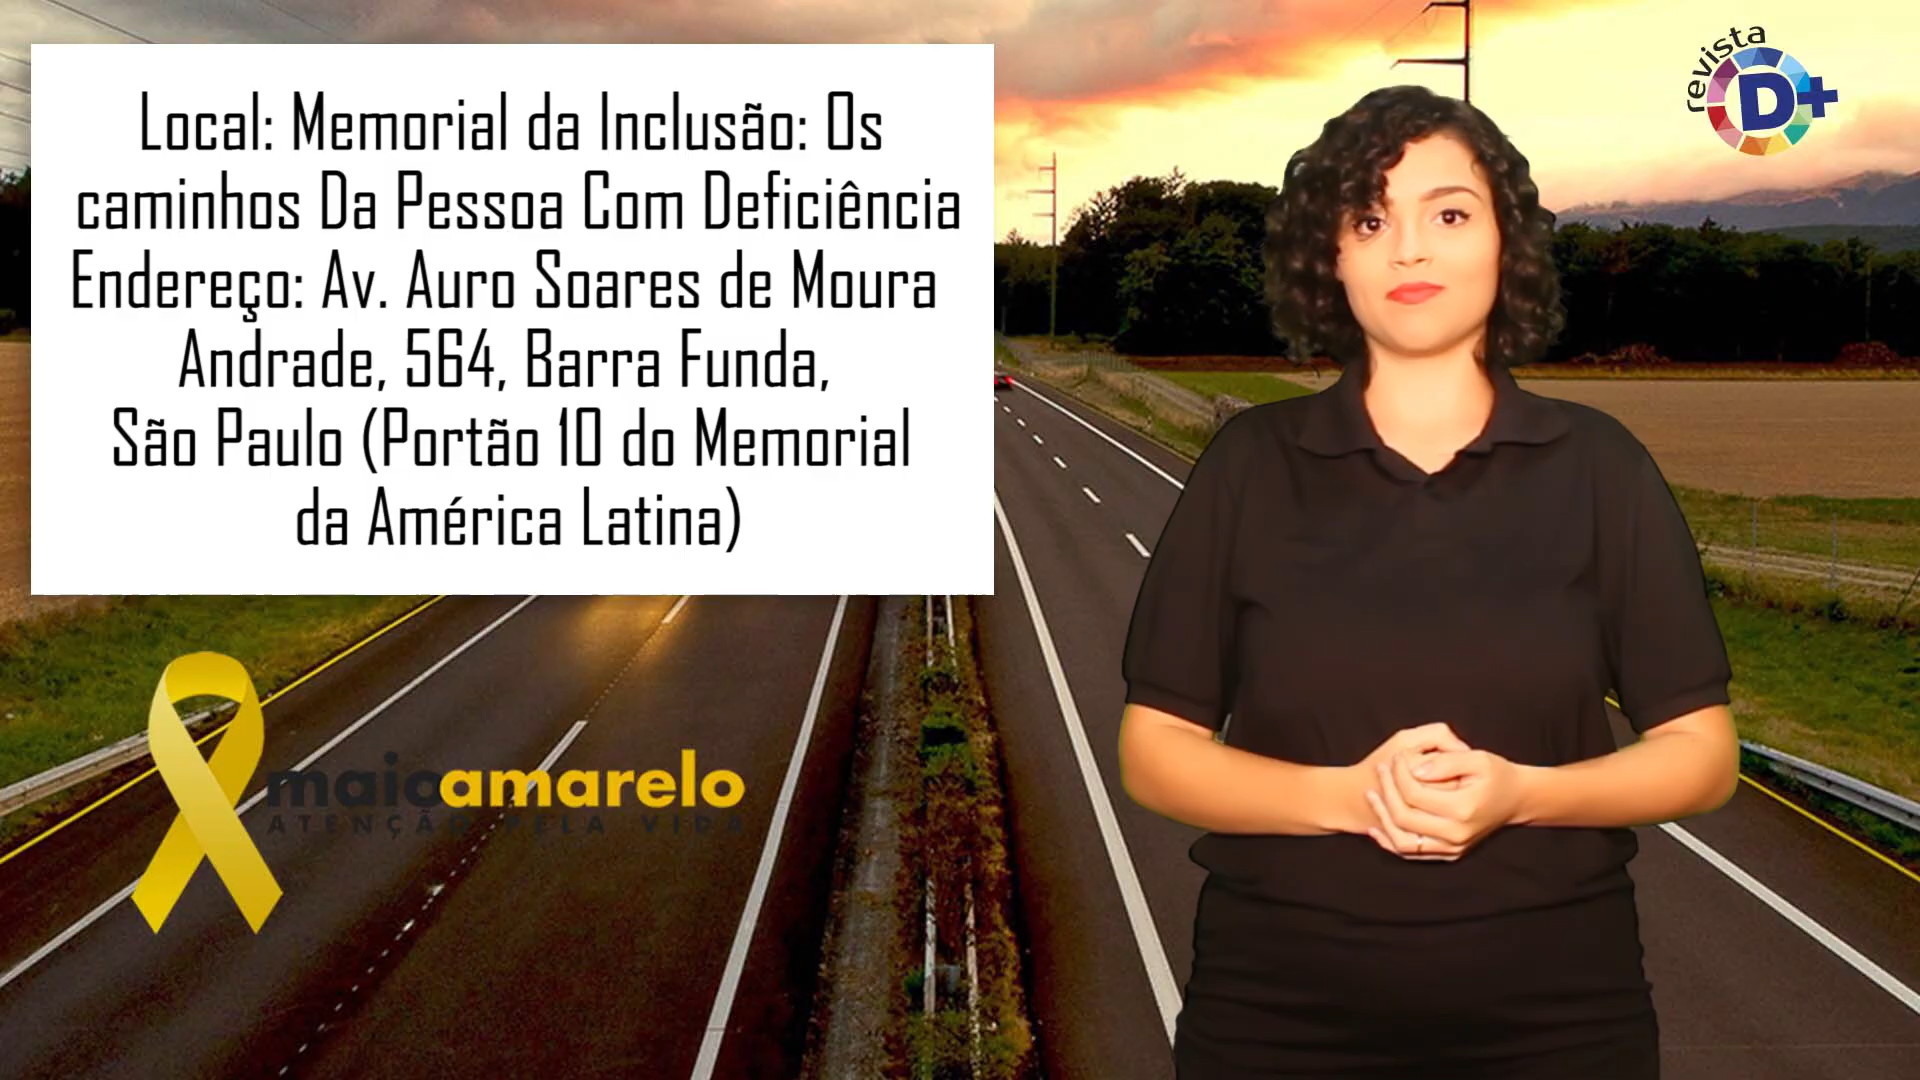 Local: Memorial da Inclusão: Os
caminhos Da Pessoa Com Deficiência
Endereço: Av. Auro Soares de Moura
Andrade, 564, Barra Funda,
São Paulo (Portão 10 do Memorial
da América Latina)
revista
D+
maioamarelo
ATENÇÃO PELA VIDA